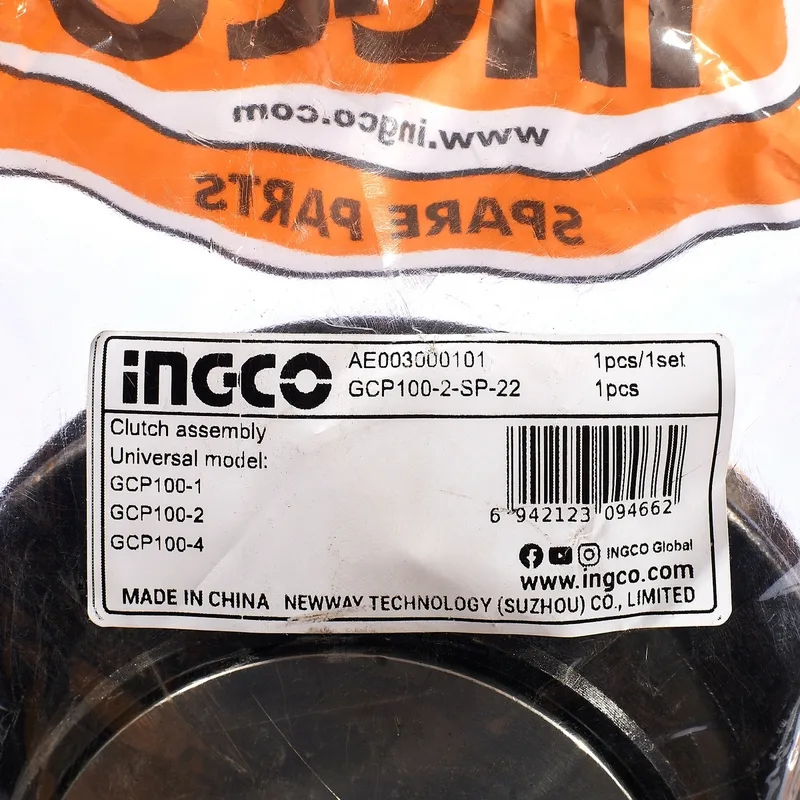 INGCO
www.ingco.com
SPARE PARTS
INGCO AE003000101 1pcs/1set
GCP100-2-SP-22 1pcs
Clutch assembly
Universal model:
GCP100-1
GCP100-2
GCP100-4
6 942123 094662
INGCO Global
www.ingco.com
MADE IN CHINA NEWWAY TECHNOLOGY (SUZHOU) CO., LIMITED